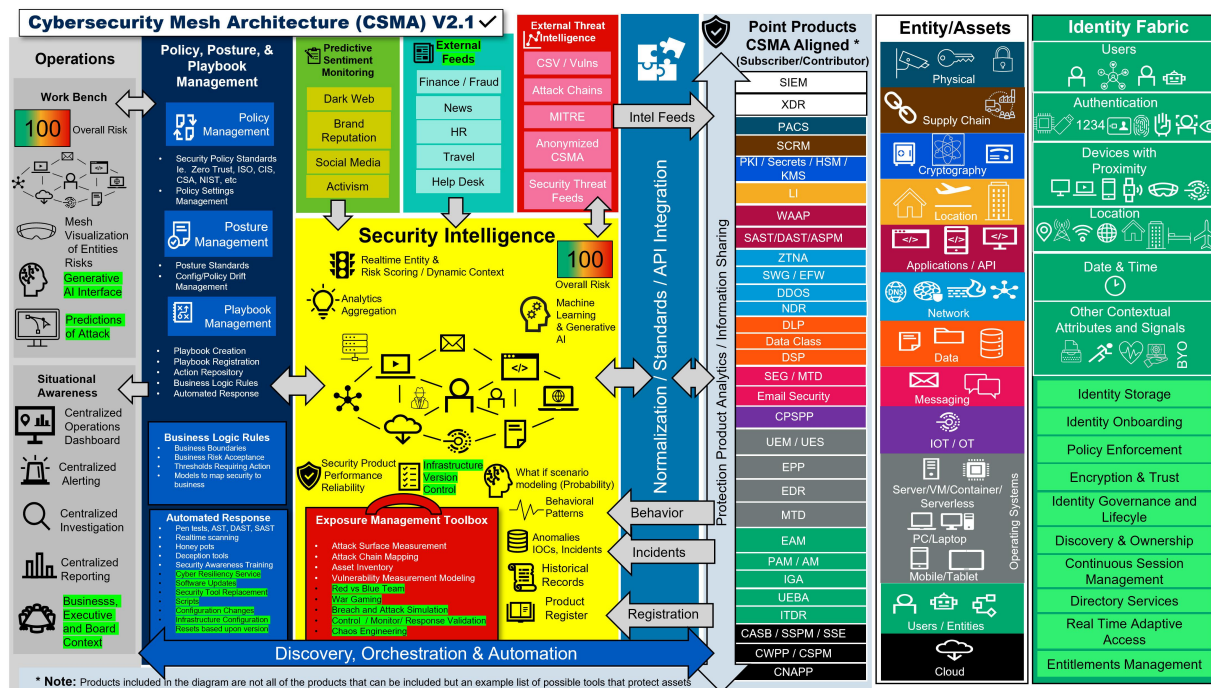 Cybersecurity Mesh Architecture (CSMA) V2.1
Operations
Work Bench
100
Overall Risk
Mesh
Visualization
of Entities
Risks
Generative
AI Interface
Predictions
of Attack
Situational
Awareness
Centralized
Operations
Dashboard
Centralized
Alerting
Centralized
Investigation
Centralized
Reporting
Businesss,
Executive
and Board
Context
Policy, Posture, &
Playbook
Management
Policy
Management
• Security Policy Standards
Ie. Zero Trust, ISO, CIS,
CSA, NIST, etc
• Policy Settings
Management
Posture
Management
• Posture Standards
• Config/Policy Drift
Management
Playbook
Management
• Playbook Creation
• Playbook Registration
• Action Repository
• Business Logic Rules
• Automated Response
Business Logic Rules
• Business Boundaries
• Business Risk Acceptance
• Thresholds Requiring Action
• Models to map security to
business
Automated Response
• Pen tests, AST, DAST, SAST
• Realtime scanning
• Honey pots
• Deception tools
• Security Awareness Training
• Cyber Resiliency Service
• Software Updates
• Security Tool Replacement
• Scripts
• Configuration Changes
• Infrastructure Configuration
• Resets based upon version
Predictive
Sentiment
Monitoring
Dark Web
Brand
Reputation
Social Media
Activism
External
Feeds
Finance / Fraud
News
HR
Travel
Help Desk
External Threat
Intelligence
CSV / Vulns
Attack Chains
MITRE
Anonymized
CSMA
Security Threat
Feeds
Security Intelligence
Realtime Entity &
Risk Scoring / Dynamic Context
100
Overall Risk
Analytics
Aggregation
Machine
Learning
& Generative
AI
</>
Security Product
Performance
Reliability
Infrastructure
Version
Control
What if scenario
modeling (Probability)
Behavioral
Patterns
Anomalies
IOCs, Incidents
Historical
Records
Product
Register
Exposure Management Toolbox
• Attack Surface Measurement
• Attack Chain Mapping
• Asset Inventory
• Vulnerability Measurement Modeling
• Red vs Blue Team
• War Gaming
• Breach and Attack Simulation
• Control / Monitor/ Response Validation
• Chaos Engineering
Discovery, Orchestration & Automation
Normalization / Standards / API Integration
Intel Feeds
Behavior
Incidents
Registration
Protection Product Analytics / Information Sharing
Point Products
CSMA Aligned *
(Subscriber/Contributor)
SIEM
XDR
PACS
SCRM
PKI / Secrets / HSM /
KMS
LI
WAAP
SAST/DAST/ASPM
ZTNA
SWG / EFW
DDOS
NDR
DLP
Data Class
DSP
SEG / MTD
Email Security
CPSPP
UEM / UES
EPP
EDR
MTD
EAM
PAM / AM
IGA
UEBA
ITDR
CASB / SSPM / SSE
CWPP / CSPM
CNAPP
Entity/Assets
Physical
Supply Chain
Cryptography
Location
</>
</>
</>
Applications / API
DNS
Network
Data
Messaging
IOT / OT
Server/VM/Container/
Serverless
PC/Laptop
Mobile/Tablet
Operating Systems
Users / Entities
Cloud
Identity Fabric
Users
Authentication
1234
Devices with
Proximity
Location
Date & Time
Other Contextual
Attributes and Signals
BYO
Identity Storage
Identity Onboarding
Policy Enforcement
Encryption & Trust
Identity Governance and
Lifecyle
Discovery & Ownership
Continuous Session
Management
Directory Services
Real Time Adaptive
Access
Entitlements Management
* Note: Products included in the diagram are not all of the products that can be included but an example list of possible tools that protect assets